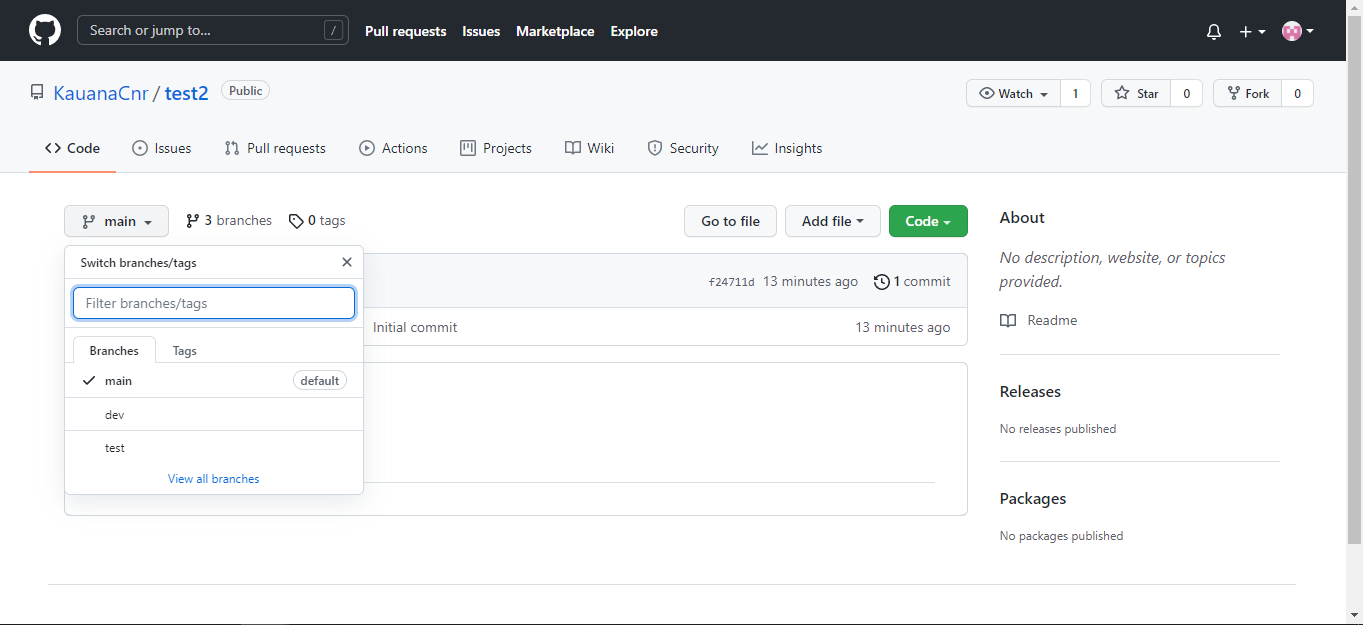 Search or jump to... / Pull requests Issues Marketplace Explore
KauanaCnr / test2 Public Watch 1 Star 0 Fork 0
Code Issues Pull requests Actions Projects Wiki Security Insights
main 3 branches 0 tags Go to file Add file Code
Switch branches/tags
Filter branches/tags
Branches Tags
main default
dev
test
View all branches
f24711d 13 minutes ago 1 commit
Initial commit 13 minutes ago
About
No description, website, or topics
provided.
Readme
Releases
No releases published
Packages
No packages published